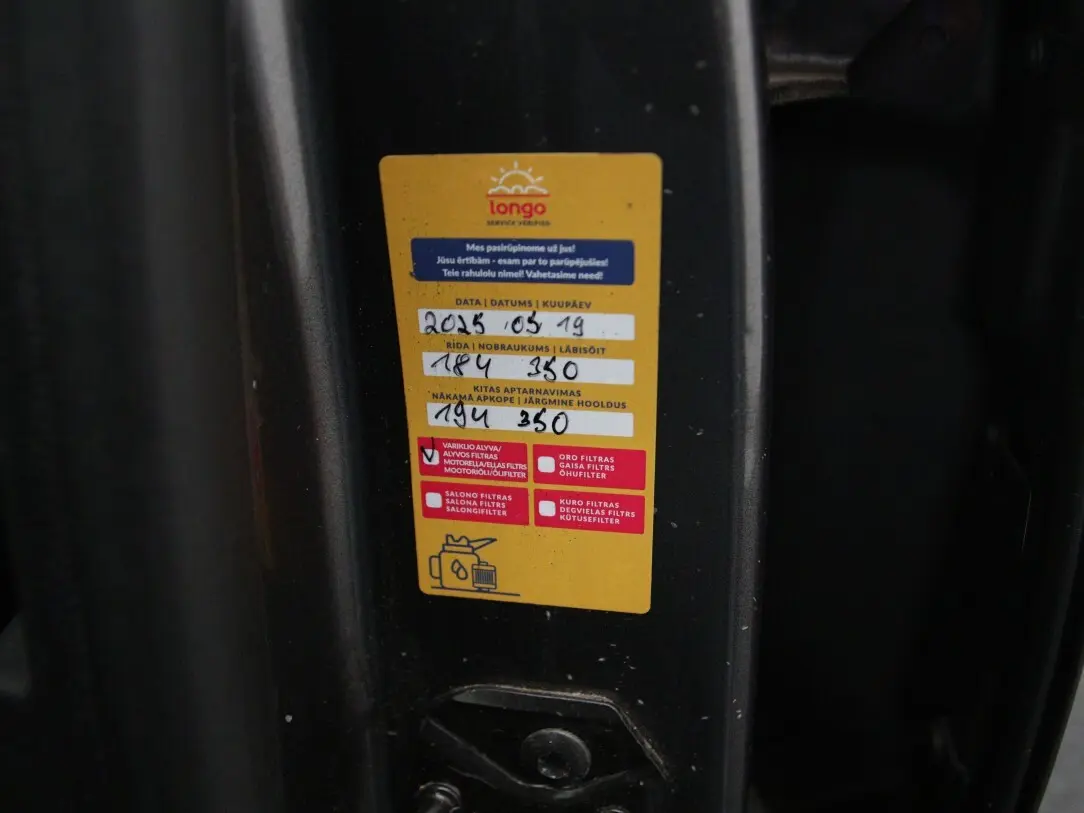 longo
SERVICE VERIFIED
Mes pasirūpinome už jus!
Jūsu ērtībām - esam par to parūpējušies!
Teie rahulolu nimel! Vahetasime need!
DATA | DATUMS | KUUPÄEV
2025 .05. 19
RIDA | NOBRAUKUMS | LÄBISÕIT
184 350
KITAS APTARNAVIMAS
NĀKAMĀ APKOPE | JÄRGMINE HOOLDUS
194 350
VARIKLIO ALYVA/
ALYVOS FILTRAS
MOTOREĻĻA/EĻĻAS FILTRS
MOOTORIÕLI/ÕLIFILTER
ORO FILTRAS
GAISA FILTRS
ÕHUFILTER
SALONO FILTRAS
SALONA FILTRS
SALONGIFILTER
KURO FILTRAS
DEGVIELAS FILTRS
KÜTUSEFILTER